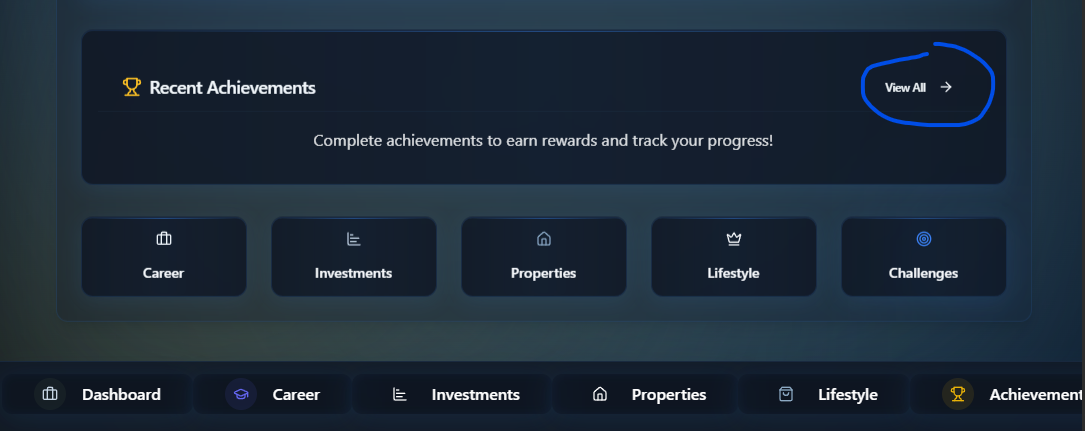 Recent Achievements
View All
Complete achievements to earn rewards and track your progress!
Career
Investments
Properties
Lifestyle
Challenges
Dashboard
Career
Investments
Properties
Lifestyle
Achievement